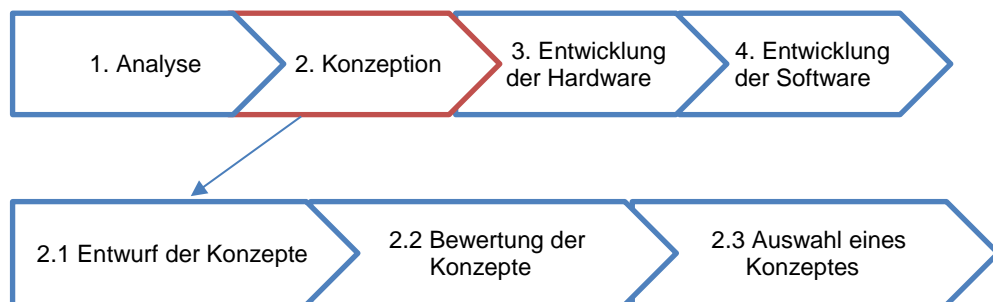 1. Analyse
2. Konzeption
3. Entwicklung
der Hardware
4. Entwicklung
der Software
2.1 Entwurf der Konzepte
2.2 Bewertung der
Konzepte
2.3 Auswahl eines
Konzeptes